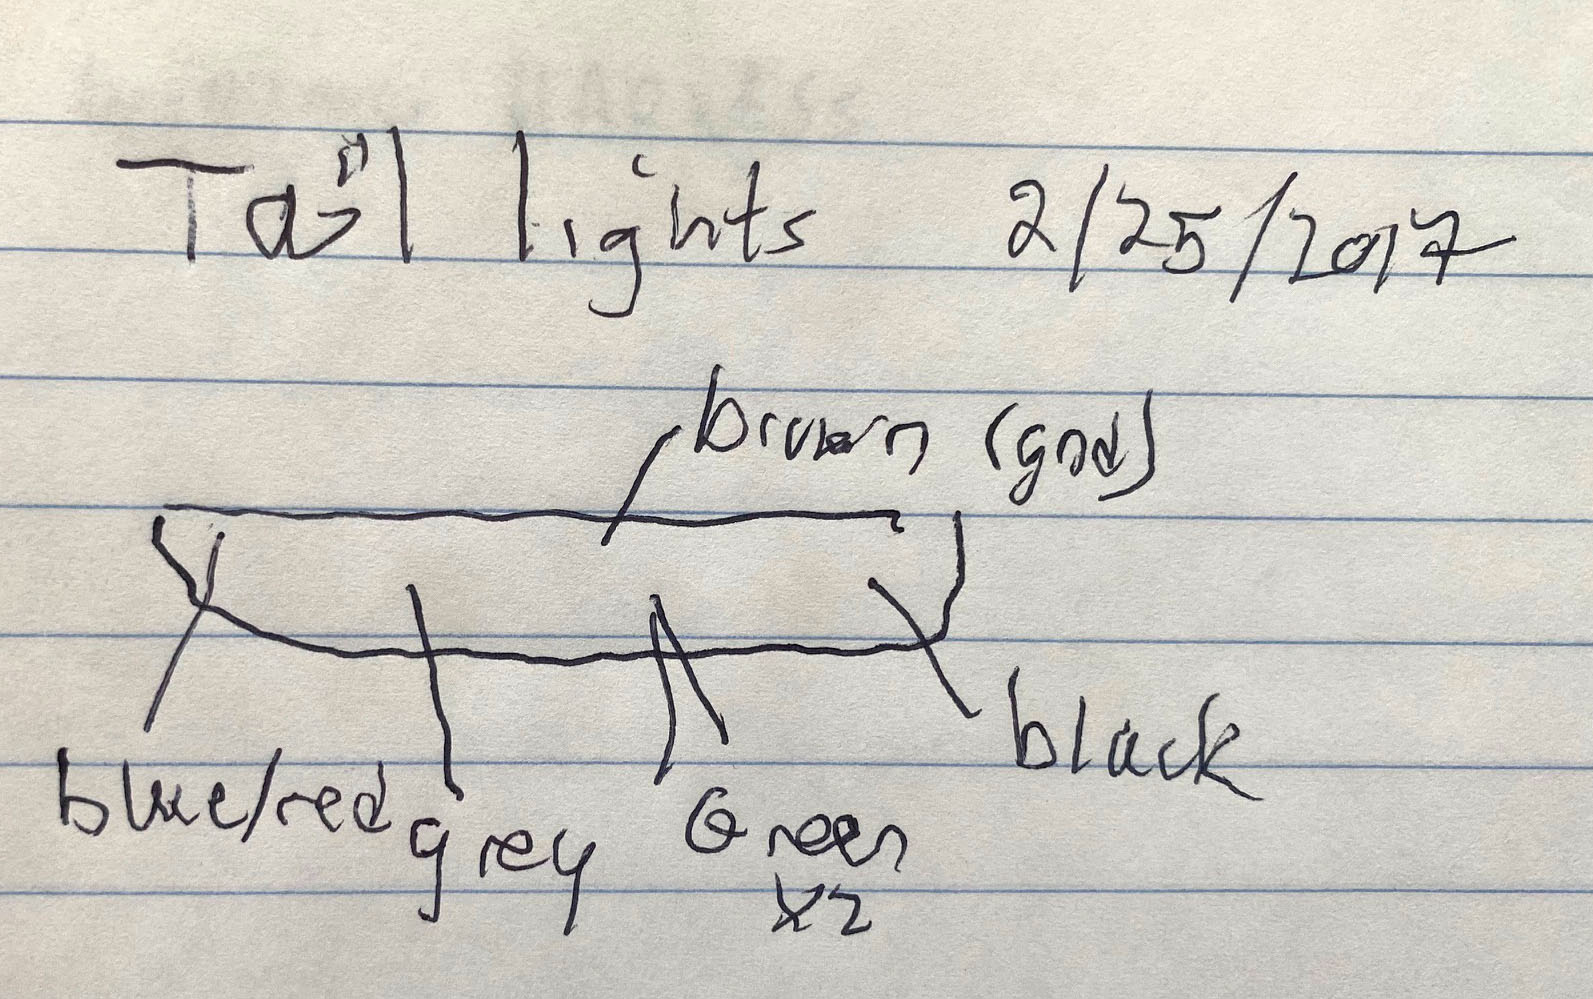 Tail lights 2/25/2017
brown (gnd)
black
blue/red grey Green
x2